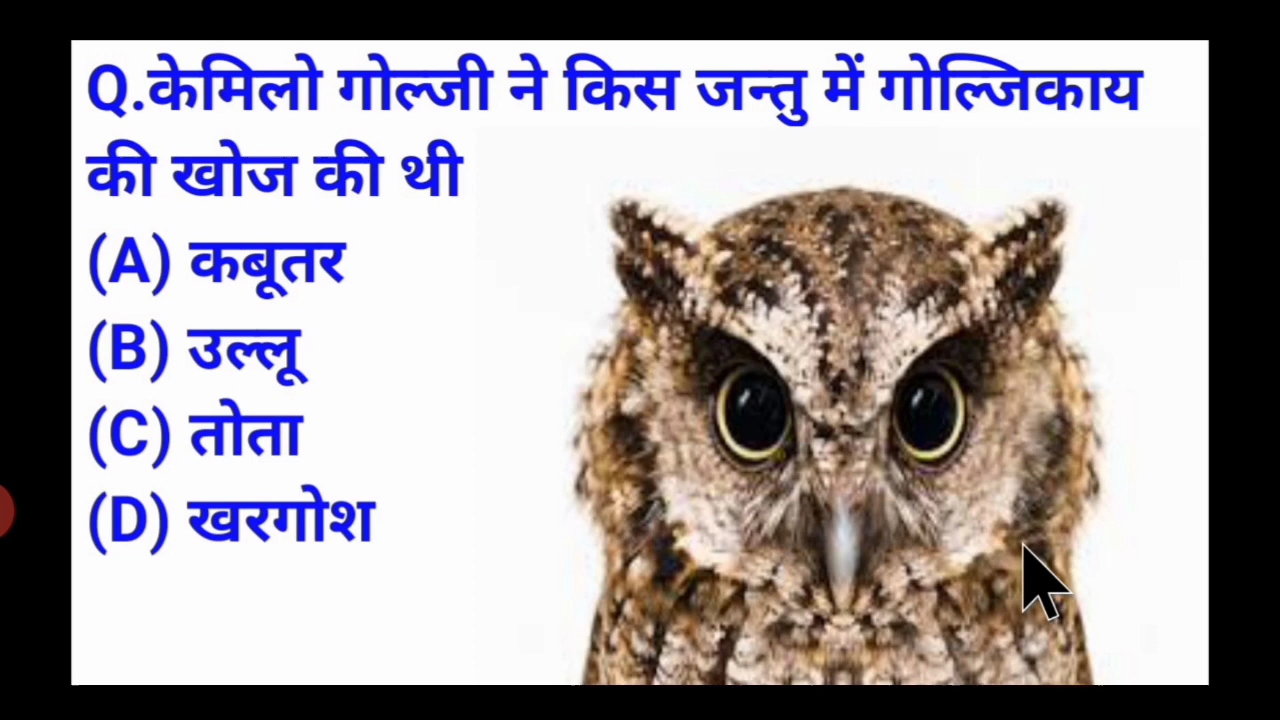 Q.केमिलो गोल्जी ने किस जन्तु में गोल्जिकाय
की खोज की थी
(A) कबूतर
(B) उल्लू
(C) तोता
(D) खरगोश